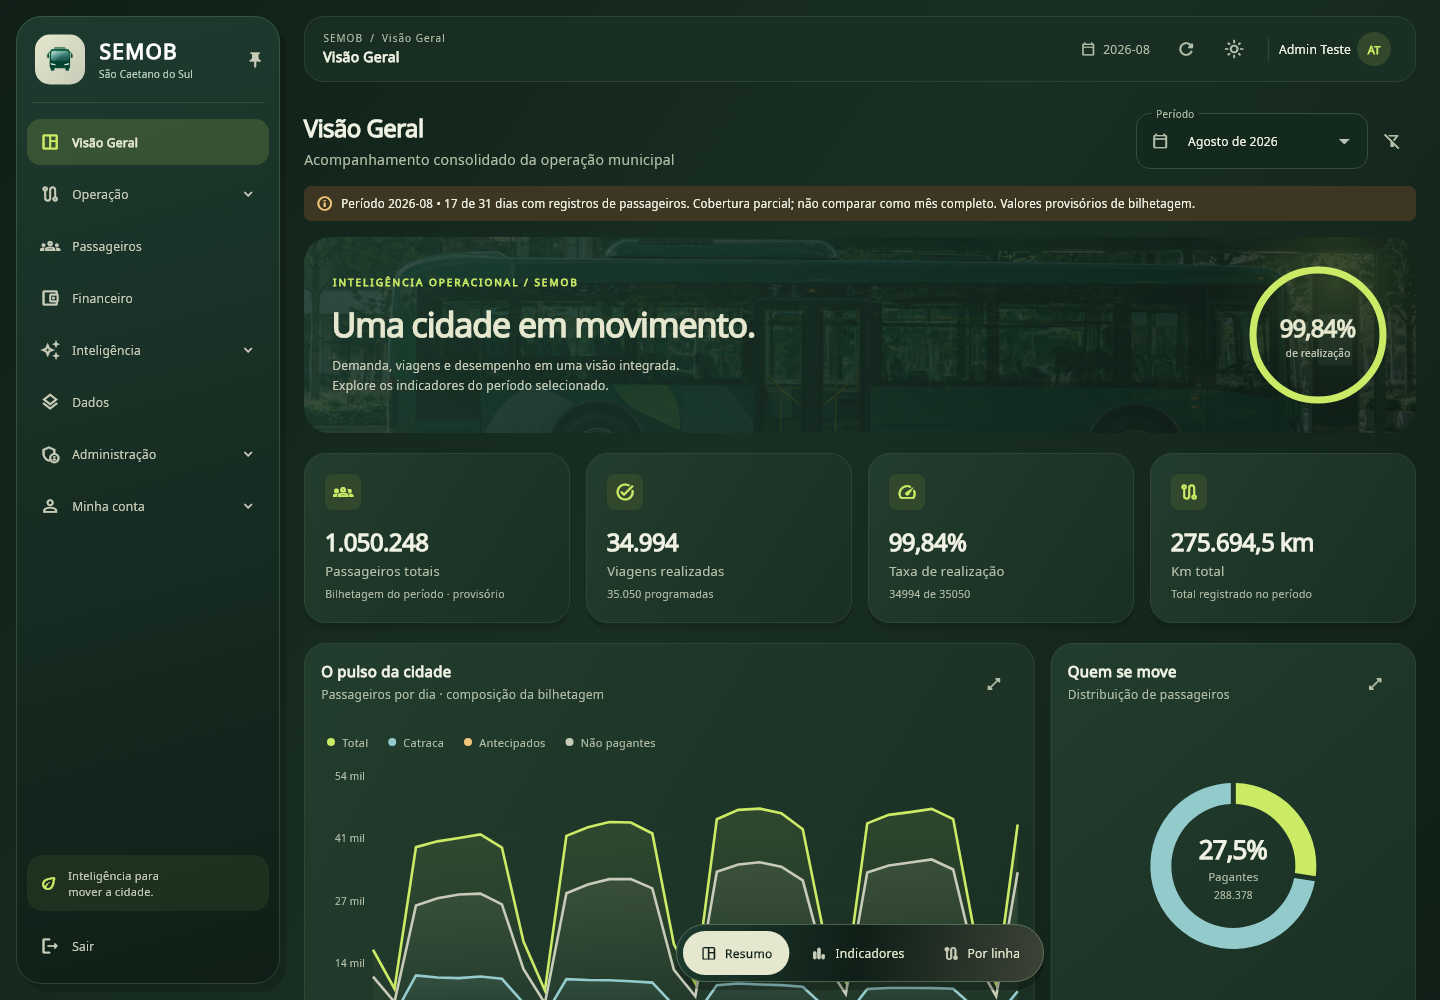 SEMOB
São Caetano do Sul
Visão Geral
Operação
Passageiros
Financeiro
Inteligência
Dados
Administração
Minha conta
Inteligência para
mover a cidade.
Sair
SEMOB / Visão Geral
Visão Geral
2026-08
Admin Teste
AT
Visão Geral
Acompanhamento consolidado da operação municipal
Período
Agosto de 2026
Período 2026-08 • 17 de 31 dias com registros de passageiros. Cobertura parcial; não comparar como mês completo. Valores provisórios de bilhetagem.
INTELIGÊNCIA OPERACIONAL / SEMOB
Uma cidade em movimento.
Demanda, viagens e desempenho em uma visão integrada.
Explore os indicadores do período selecionado.
99,84%
de realização
1.050.248
Passageiros totais
Bilhetagem do período · provisório
34.994
Viagens realizadas
35.050 programadas
99,84%
Taxa de realização
34994 de 35050
275.694,5 km
Km total
Total registrado no período
O pulso da cidade
Passageiros por dia · composição da bilhetagem
Total
Catraca
Antecipados
Não pagantes
54 mil
41 mil
27 mil
14 mil
Quem se move
Distribuição de passageiros
27,5%
Pagantes
288.378
Resumo
Indicadores
Por linha